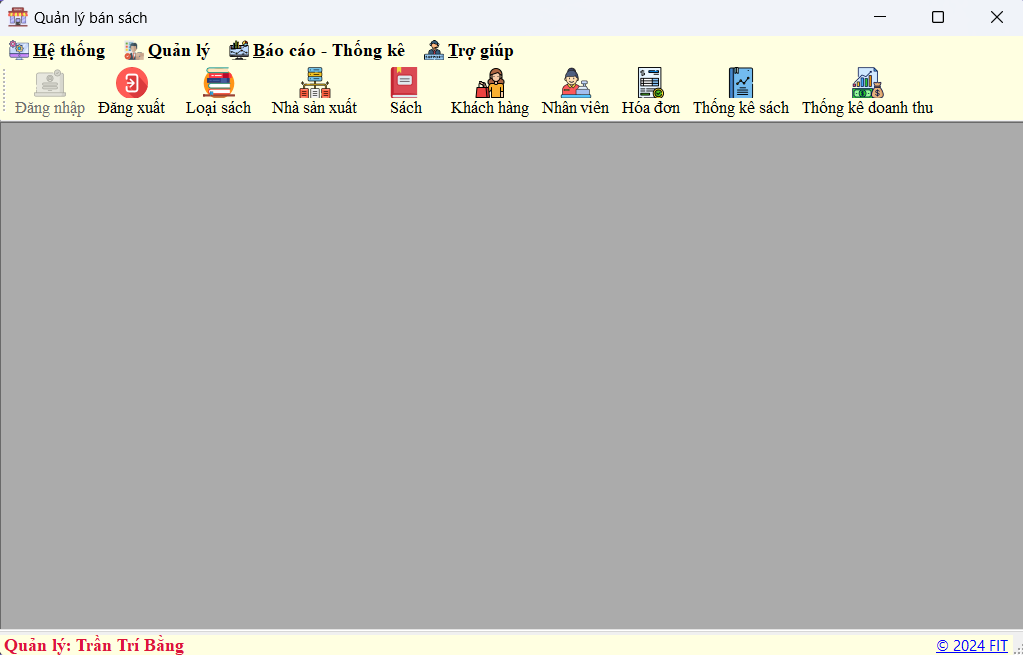 Quản lý bán sách
Hệ thống Quản lý Báo cáo - Thống kê Trợ giúp
Đăng nhập Đăng xuất Loại sách Nhà sản xuất Sách Khách hàng Nhân viên Hóa đơn Thống kê sách Thống kê doanh thu
Quản lý: Trần Trí Bằng © 2024 FIT